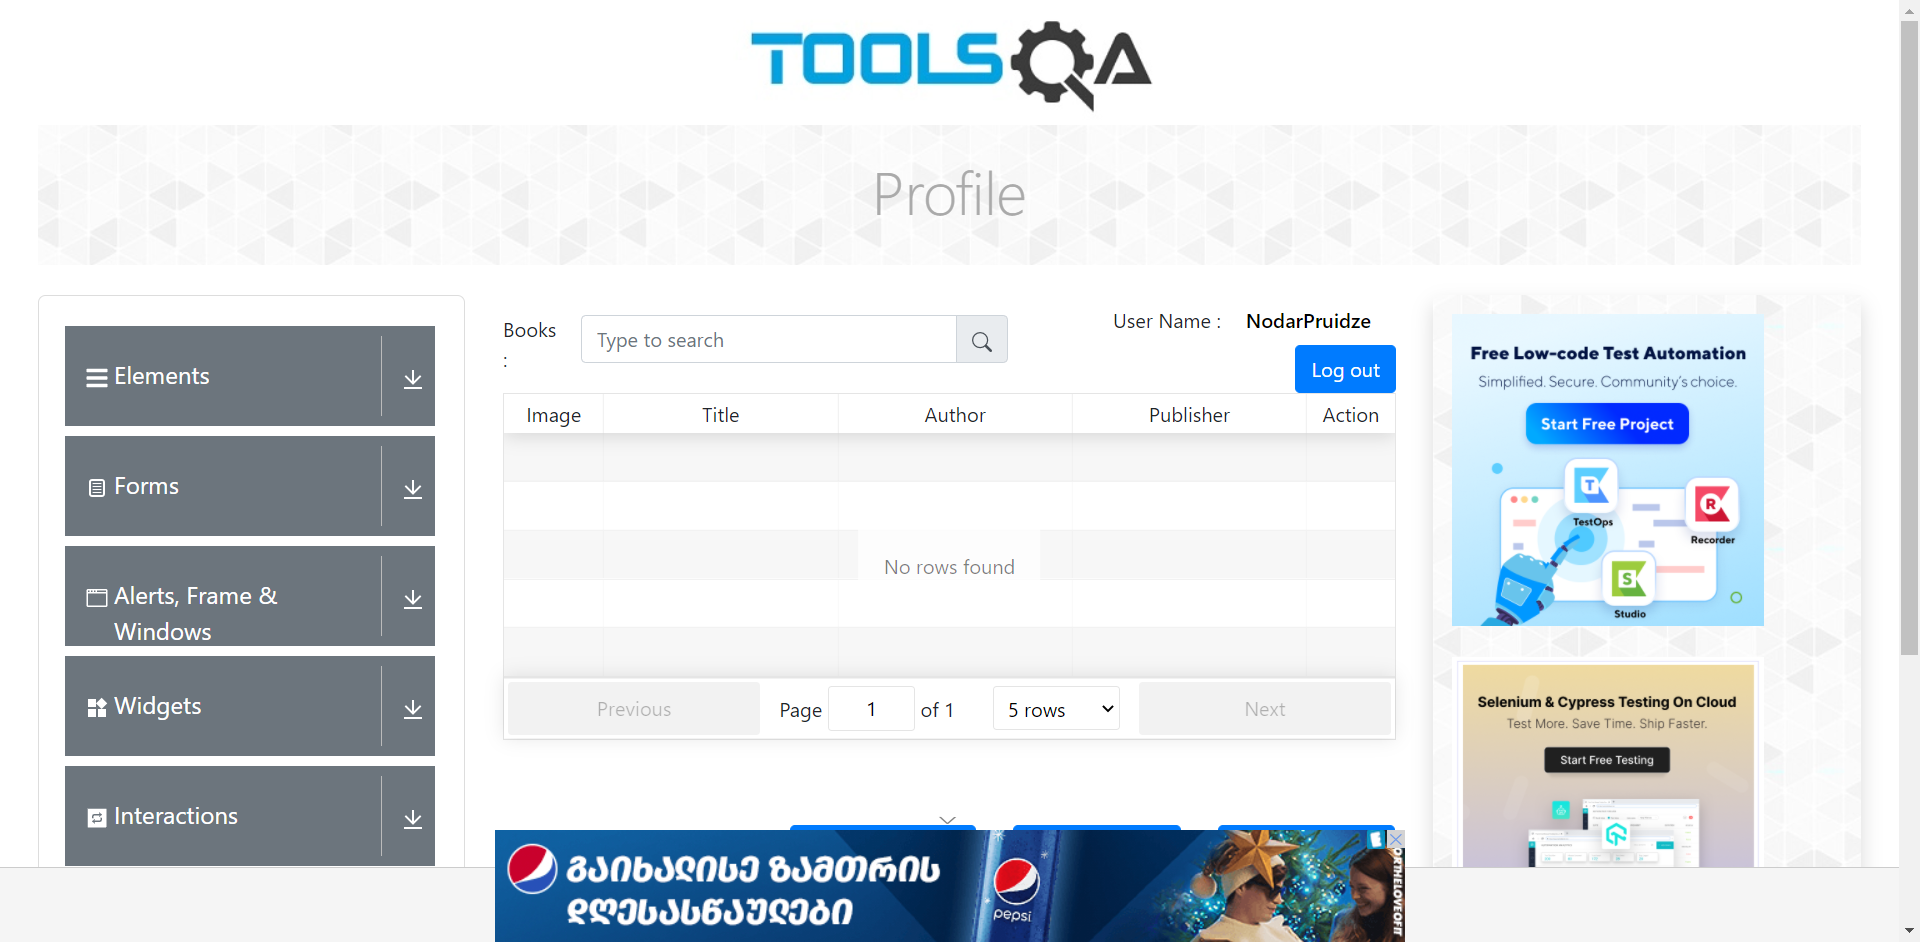 TOOLSQA
Profile
Elements
Forms
Alerts, Frame &
Windows
Widgets
Interactions
Books
:
Type to search
User Name :
NodarPruidze
Log out
Image
Title
Author
Publisher
Action
No rows found
Previous
Page
1
of 1
5 rows
Next
Free Low-code Test Automation
Simplified. Secure. Community's choice.
Start Free Project
TestOps
Recorder
Studio
Selenium & Cypress Testing On Cloud
Test More. Save Time. Ship Faster.
Start Free Testing
გაიხალისე ზამთრის
დღესასწაულები
pepsi